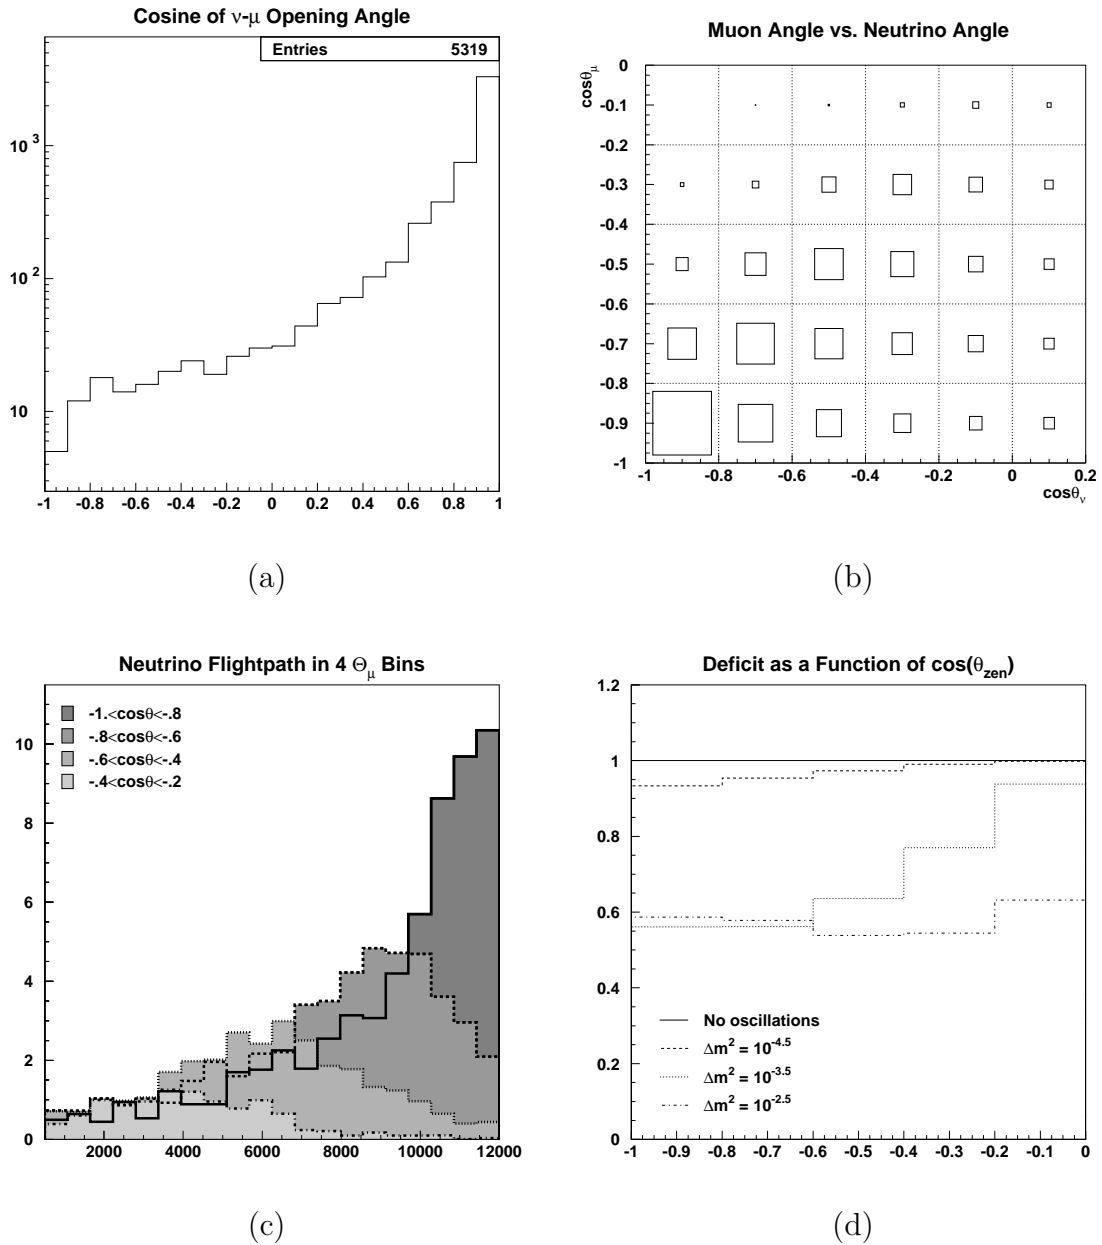 Cosine of ν-μ Opening Angle
Entries 5319
10³
10²
10
-1 -0.8 -0.6 -0.4 -0.2 0 0.2 0.4 0.6 0.8 1
(a)
Muon Angle vs. Neutrino Angle
cosθμ
0
-0.1
-0.2
-0.3
-0.4
-0.5
-0.6
-0.7
-0.8
-0.9
-1
-1 -0.8 -0.6 -0.4 -0.2 0 0.2
cosθν
(b)
Neutrino Flightpath in 4 Θμ Bins
-1.<cosθ<-.8
-.8<cosθ<-.6
-.6<cosθ<-.4
-.4<cosθ<-.2
10
8
6
4
2
0
2000 4000 6000 8000 10000 12000
(c)
Deficit as a Function of cos(θzen)
1.2
1
0.8
0.6
0.4
0.2
0
No oscillations
Δm² = 10⁻⁴·⁵
Δm² = 10⁻³·⁵
Δm² = 10⁻²·⁵
-1 -0.9 -0.8 -0.7 -0.6 -0.5 -0.4 -0.3 -0.2 -0.1 0
(d)